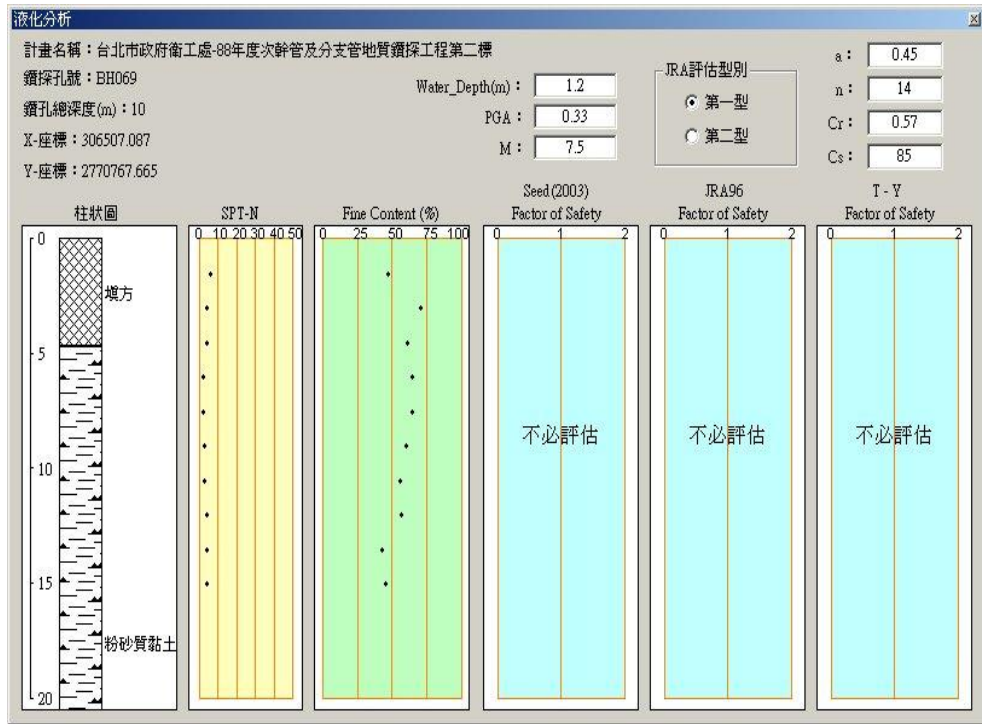 液化分析
計畫名稱：台北市政府衛工處-88年度次幹管及分支管地質鑽探工程第二標
鑽探孔號：BH069
鑽孔總深度(m)：10
X-座標：306507.087
Y-座標：2770767.665
Water_Depth(m)： 1.2
PGA： 0.33
M： 7.5
JRA評估型別
第一型
第二型
a： 0.45
n： 14
Cr： 0.57
Cs： 85
柱狀圖
SPT-N
Fine Content (%)
Seed(2003)
Factor of Safety
JRA96
Factor of Safety
T - Y
Factor of Safety
0
5
10
15
20
填方
粉砂質黏土
0 10 20 30 40 50
0 25 50 75 100
0 1 2
不必評估
0 1 2
不必評估
0 1 2
不必評估